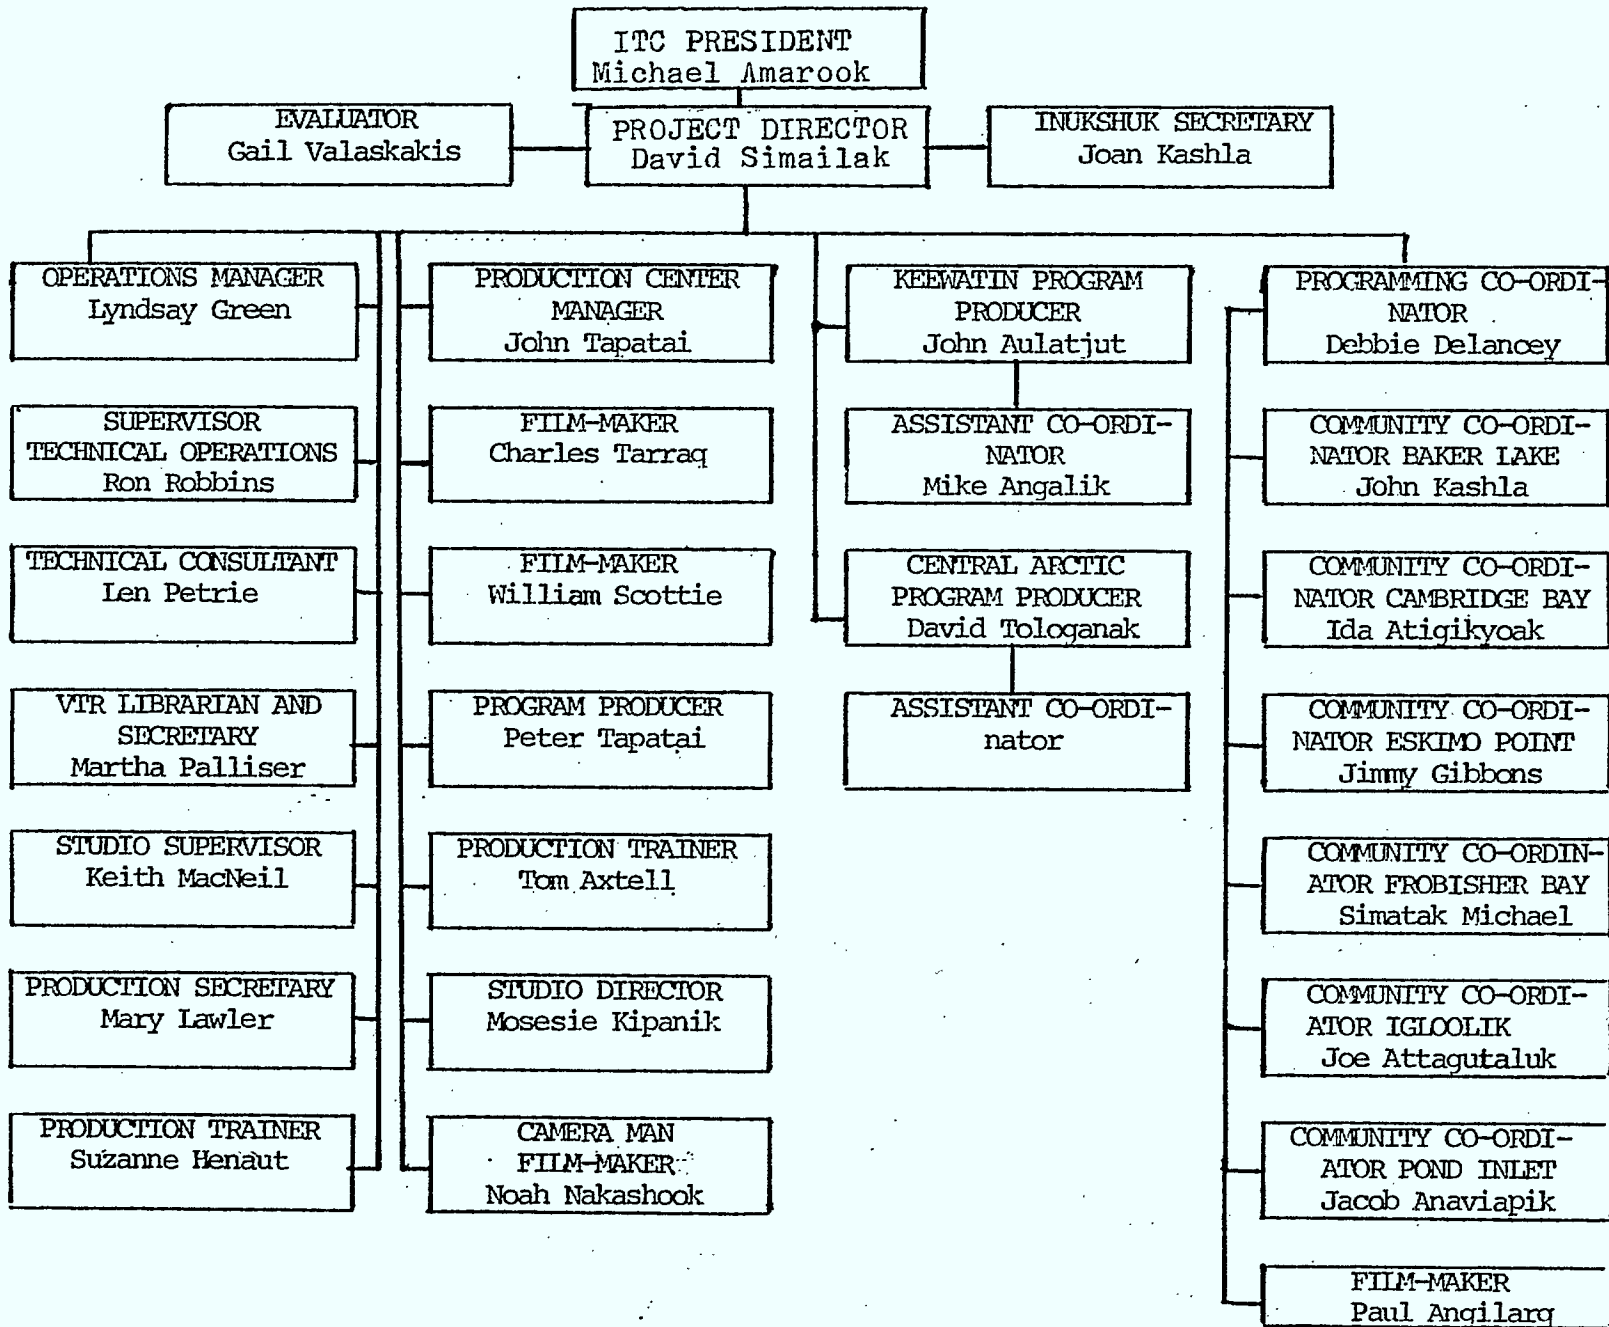 ITC PRESIDENT
Michael Amarook
EVALUATOR
Gail Valaskakis
PROJECT DIRECTOR
David Simailak
INUKSHUK SECRETARY
Joan Kashla
OPERATIONS MANAGER
Lyndsay Green
SUPERVISOR
TECHNICAL OPERATIONS
Ron Robbins
TECHNICAL CONSULTANT
Len Petrie
VTR LIBRARIAN AND
SECRETARY
Martha Palliser
STUDIO SUPERVISOR
Keith MacNeil
PRODUCTION SECRETARY
Mary Lawler
PRODUCTION TRAINER
Suzanne Henaut
PRODUCTION CENTER
MANAGER
John Tapatai
FILM-MAKER
Charles Tarraq
FILM-MAKER
William Scottie
PROGRAM PRODUCER
Peter Tapatai
PRODUCTION TRAINER
Tom Axtell
STUDIO DIRECTOR
Mosesie Kipanik
CAMERA MAN
FILM-MAKER
Noah Nakashook
KEEWATIN PROGRAM
PRODUCER
John Aulatjut
ASSISTANT CO-ORDI-
NATOR
Mike Angalik
CENTRAL ARCTIC
PROGRAM PRODUCER
David Tologanak
ASSISTANT CO-ORDI-
nator
PROGRAMMING CO-ORDI-
NATOR
Debbie Delancey
COMMUNITY CO-ORDI-
NATOR BAKER LAKE
John Kashla
COMMUNITY CO-ORDI-
NATOR CAMBRIDGE BAY
Ida Atigikyoak
COMMUNITY CO-ORDI-
NATOR ESKIMO POINT
Jimmy Gibbons
COMMUNITY CO-ORDIN-
ATOR FROBISHER BAY
Simatak Michael
COMMUNITY CO-ORDI-
ATOR IGLOOLIK
Joe Attagutaluk
COMMUNITY CO-ORDI-
ATOR POND INLET
Jacob Anaviapik
FILM-MAKER
Paul Angilarq